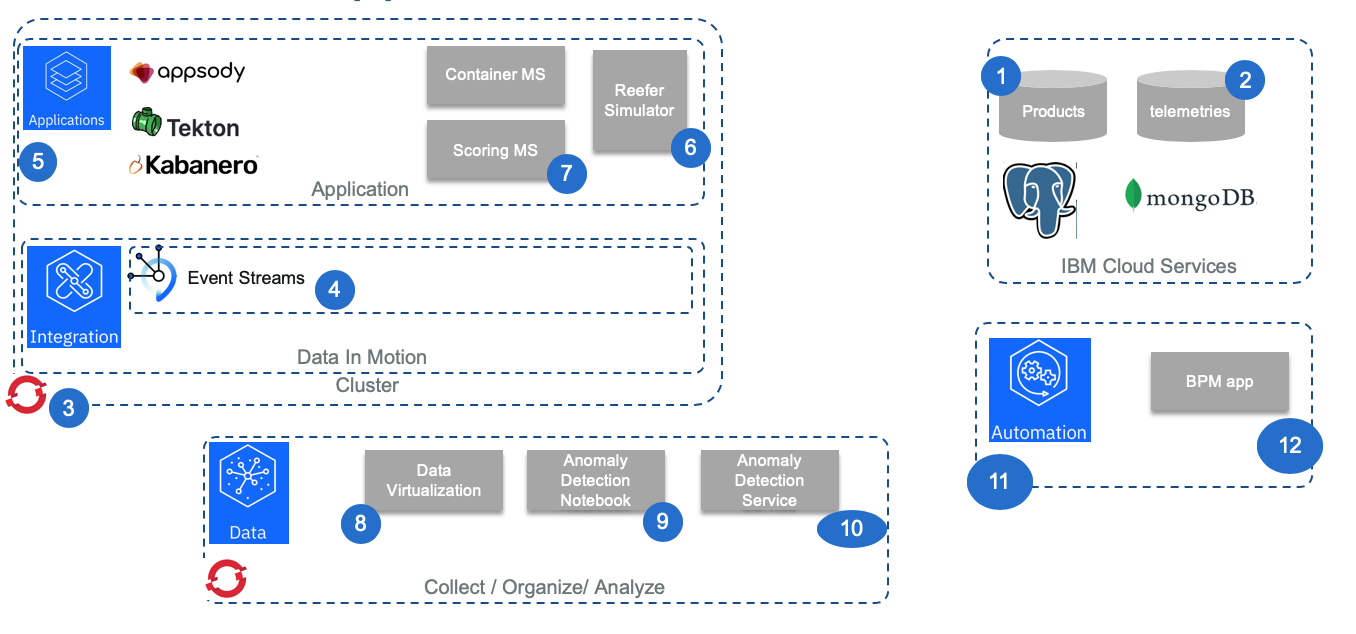 Applications
5
appsody
Tekton
Kabanero
Container MS
Scoring MS
7
Reefer
Simulator
6
Application
Integration
Event Streams
4
Data In Motion
Cluster
3
1
Products
2
telemetries
mongoDB
IBM Cloud Services
Automation
11
BPM app
12
Data
Data
Virtualization
8
Anomaly
Detection
Notebook
9
Anomaly
Detection
Service
10
Collect / Organize/ Analyze